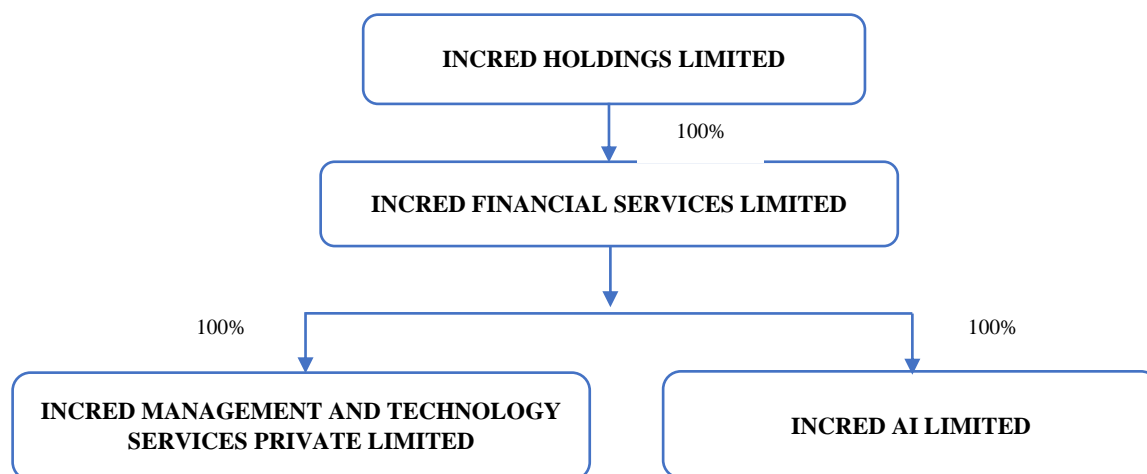 INCRED HOLDINGS LIMITED
100%
INCRED FINANCIAL SERVICES LIMITED
100%
100%
INCRED MANAGEMENT AND TECHNOLOGY
SERVICES PRIVATE LIMITED
INCRED AI LIMITED